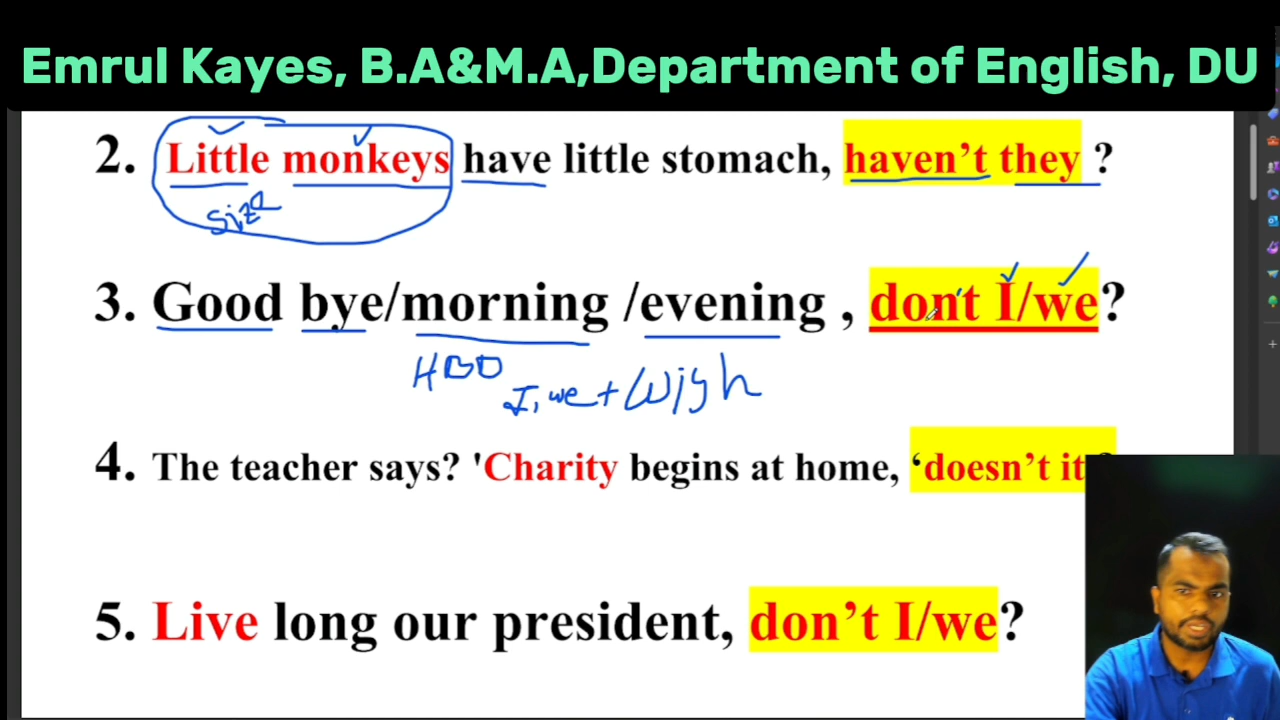 Emrul Kayes, B.A&M.A,Department of English, DU
2. Little monkeys have little stomach, haven't they ?
size
3. Good bye/morning /evening , don't I/we?
HBD
I, we + Wish
4. The teacher says? 'Charity begins at home, 'doesn't it
5. Live long our president, don't I/we?